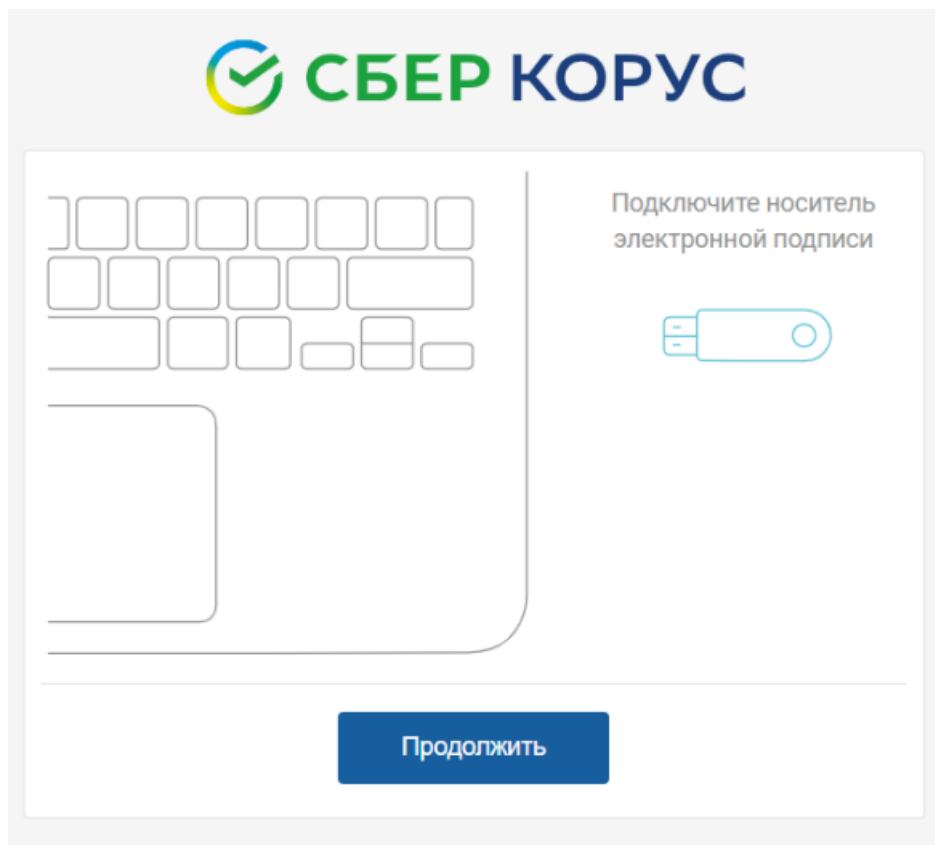 СБЕР КОРУС
Подключите носитель
электронной подписи
Продолжить